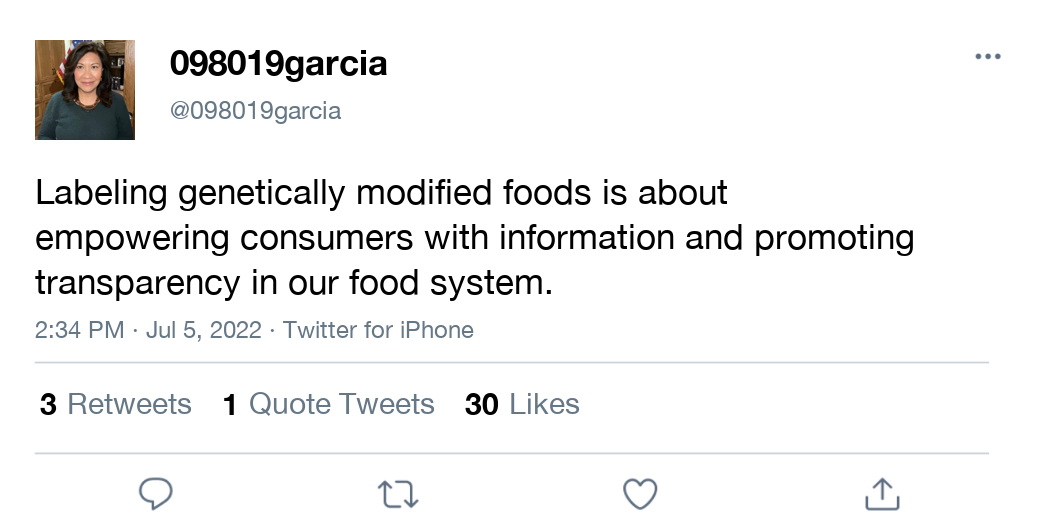 098019garcia
@098019garcia
Labeling genetically modified foods is about
empowering consumers with information and promoting
transparency in our food system.
2:34 PM · Jul 5, 2022 · Twitter for iPhone
3 Retweets 1 Quote Tweets 30 Likes